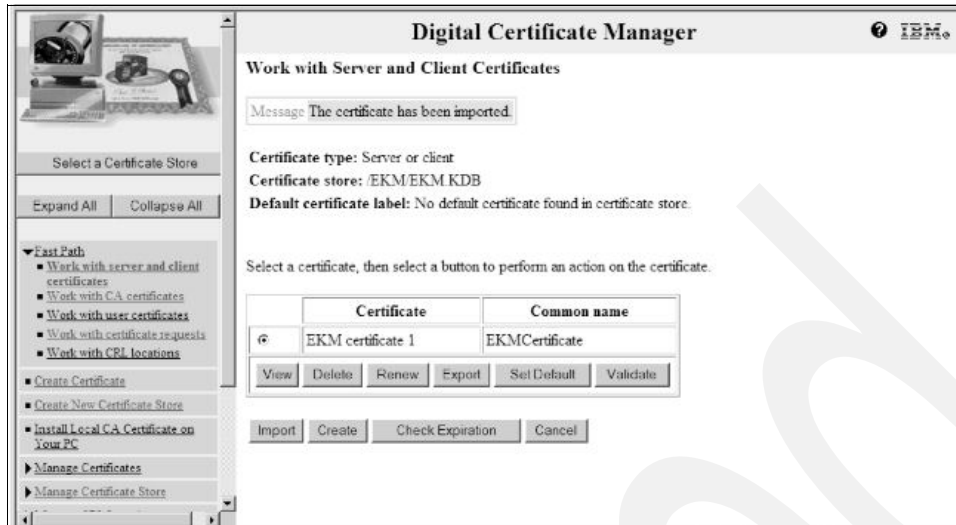 Digital Certificate Manager
IBM
Select a Certificate Store
Expand All
Collapse All
Fast Path
Work with server and client
certificates
Work with CA certificates
Work with user certificates
Work with certificate requests
Work with CRL locations
Create Certificate
Create New Certificate Store
Install Local CA Certificate on
Your PC
Manage Certificates
Manage Certificate Store
Work with Server and Client Certificates
Message The certificate has been imported.
Certificate type: Server or client
Certificate store: /EKM/EKM.KDB
Default certificate label: No default certificate found in certificate store.
Select a certificate, then select a button to perform an action on the certificate.
Certificate Common name
EKM certificate 1 EKMCertificate
View Delete Renew Export Set Default Validate
Import Create Check Expiration Cancel